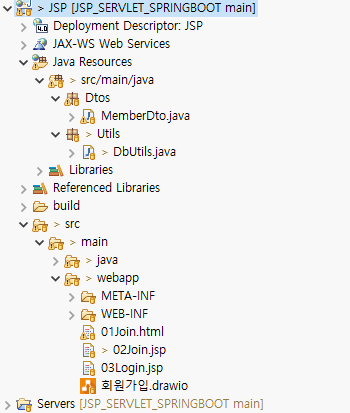 > JSP [JSP_SERVLET_SPRINGBOOT main]
Deployment Descriptor: JSP
JAX-WS Web Services
Java Resources
> src/main/java
Dtos
MemberDto.java
> Utils
> DbUtils.java
Libraries
Referenced Libraries
build
> src
> main
> java
> webapp
META-INF
WEB-INF
01Join.html
> 02Join.jsp
03Login.jsp
회원가입.drawio
Servers [JSP_SERVLET_SPRINGBOOT main]